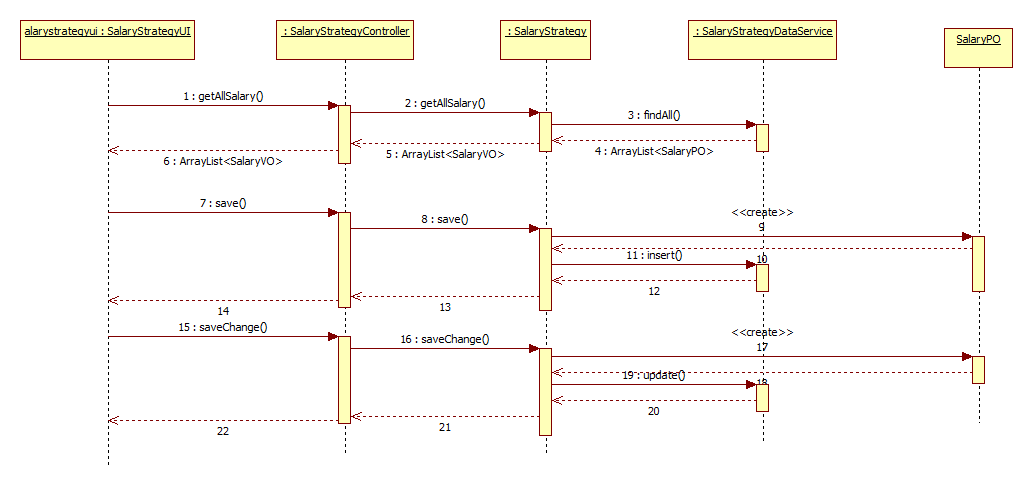 alarystrategyui : SalaryStrategyUI
: SalaryStrategyController
: SalaryStrategy
: SalaryStrategyDataService
SalaryPO
1 : getAllSalary()
2 : getAllSalary()
3 : findAll()
4 : ArrayList<SalaryPO>
5 : ArrayList<SalaryVO>
6 : ArrayList<SalaryVO>
7 : save()
8 : save()
<<create>>
9
10
11 : insert()
12
13
14
15 : saveChange()
16 : saveChange()
<<create>>
17
18
19 : update()
20
21
22